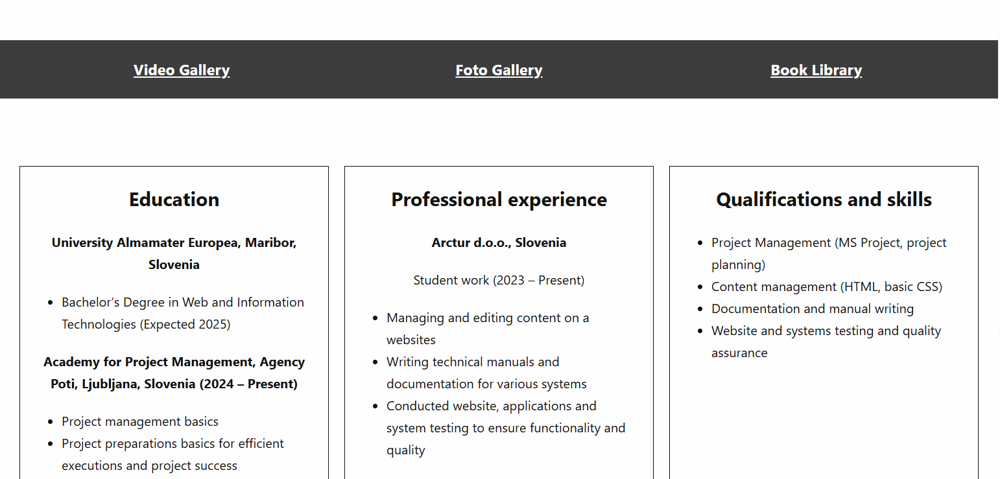 Video Gallery
Foto Gallery
Book Library
Education
University Almamater Europea, Maribor,
Slovenia
Bachelor’s Degree in Web and Information
Technologies (Expected 2025)
Academy for Project Management, Agency
Poti, Ljubljana, Slovenia (2024 – Present)
Project management basics
Project preparations basics for efficient
executions and project success
Professional experience
Arctur d.o.o., Slovenia
Student work (2023 – Present)
Managing and editing content on a
websites
Writing technical manuals and
documentation for various systems
Conducted website, applications and
system testing to ensure functionality and
quality
Qualifications and skills
Project Management (MS Project, project
planning)
Content management (HTML, basic CSS)
Documentation and manual writing
Website and systems testing and quality
assurance